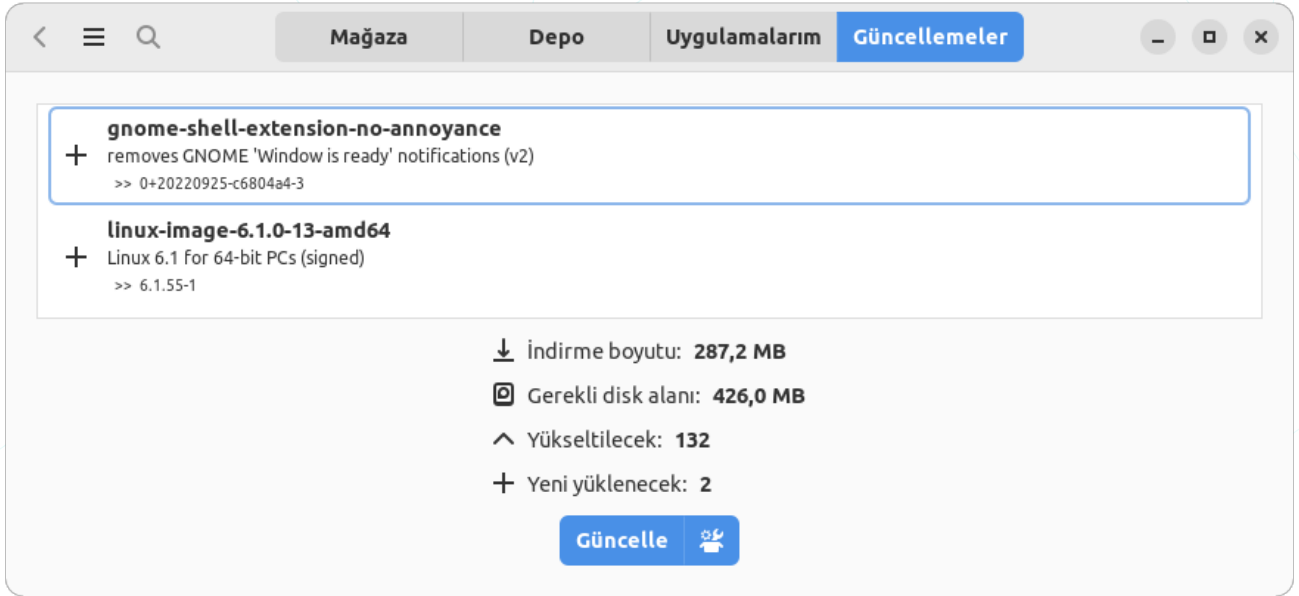 Mağaza
Depo
Uygulamalarım
Güncellemeler
gnome-shell-extension-no-annoyance
removes GNOME 'Window is ready' notifications (v2)
>> 0+20220925-c6804a4-3
linux-image-6.1.0-13-amd64
Linux 6.1 for 64-bit PCs (signed)
>> 6.1.55-1
İndirme boyutu: 287,2 MB
Gerekli disk alanı: 426,0 MB
Yükseltilecek: 132
Yeni yüklenecek: 2
Güncelle